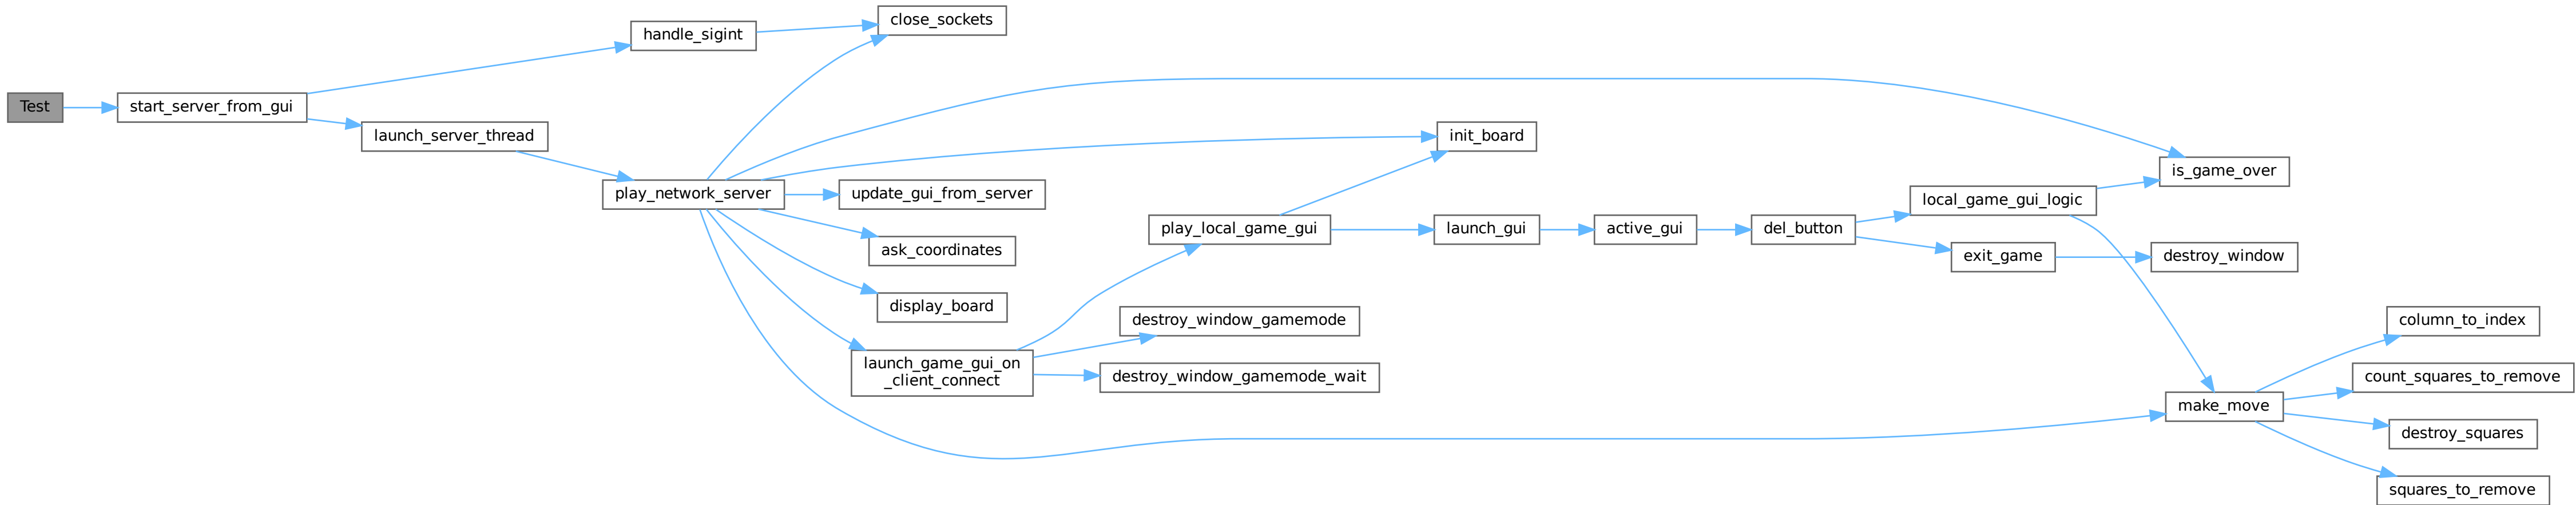 Test
start_server_from_gui
handle_sigint
close_sockets
launch_server_thread
play_network_server
update_gui_from_server
ask_coordinates
display_board
launch_game_gui_on
_client_connect
play_local_game_gui
destroy_window_gamemode
destroy_window_gamemode_wait
init_board
launch_gui
active_gui
del_button
local_game_gui_logic
exit_game
is_game_over
destroy_window
make_move
column_to_index
count_squares_to_remove
destroy_squares
squares_to_remove